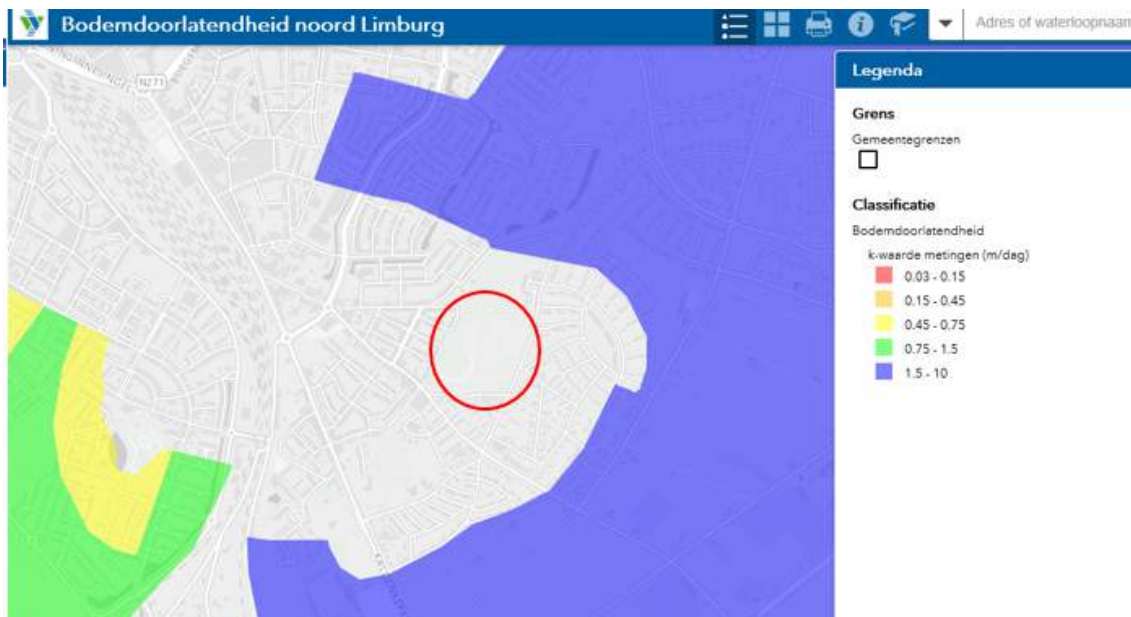 Bodemdoorlatendheid noord Limburg
Adres of waterloopnaam
Legenda
Grens
Gemeentegrenzen
Classificatie
Bodemdoorlatendheid
k-waarde metingen (m/dag)
0.03 - 0.15
0.15 - 0.45
0.45 - 0.75
0.75 - 1.5
1.5 - 10
N271